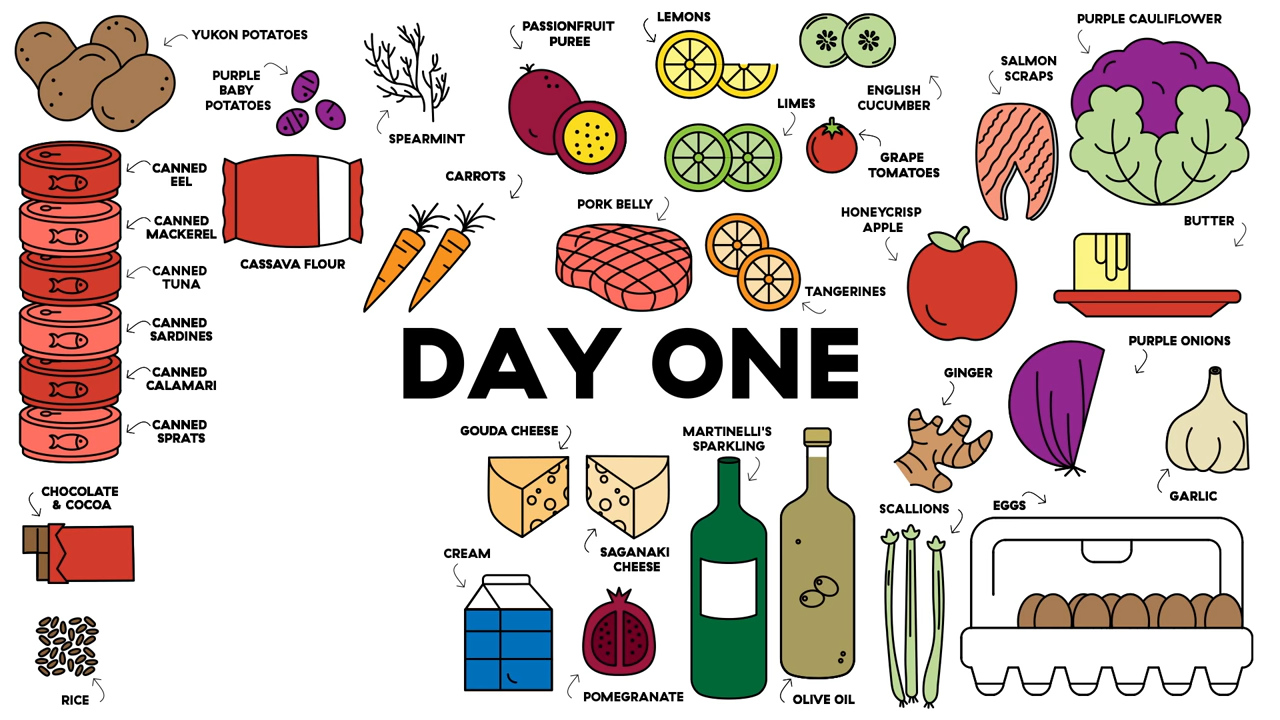 YUKON POTATOES
PURPLE
BABY
POTATOES
SPEARMINT
PASSIONFRUIT
PUREE
LEMONS
LIMES
ENGLISH
CUCUMBER
GRAPE
TOMATOES
SALMON
SCRAPS
PURPLE CAULIFLOWER
CANNED
EEL
CANNED
MACKEREL
CANNED
TUNA
CANNED
SARDINES
CANNED
CALAMARI
CANNED
SPRATS
CASSAVA FLOUR
CARROTS
PORK BELLY
TANGERINES
HONEYCRISP
APPLE
BUTTER
DAY ONE
PURPLE ONIONS
GINGER
GARLIC
GOUDA CHEESE
MARTINELLI'S
SPARKLING
SAGANAKI
CHEESE
CREAM
POMEGRANATE
OLIVE OIL
SCALLIONS
EGGS
CHOCOLATE
& COCOA
RICE